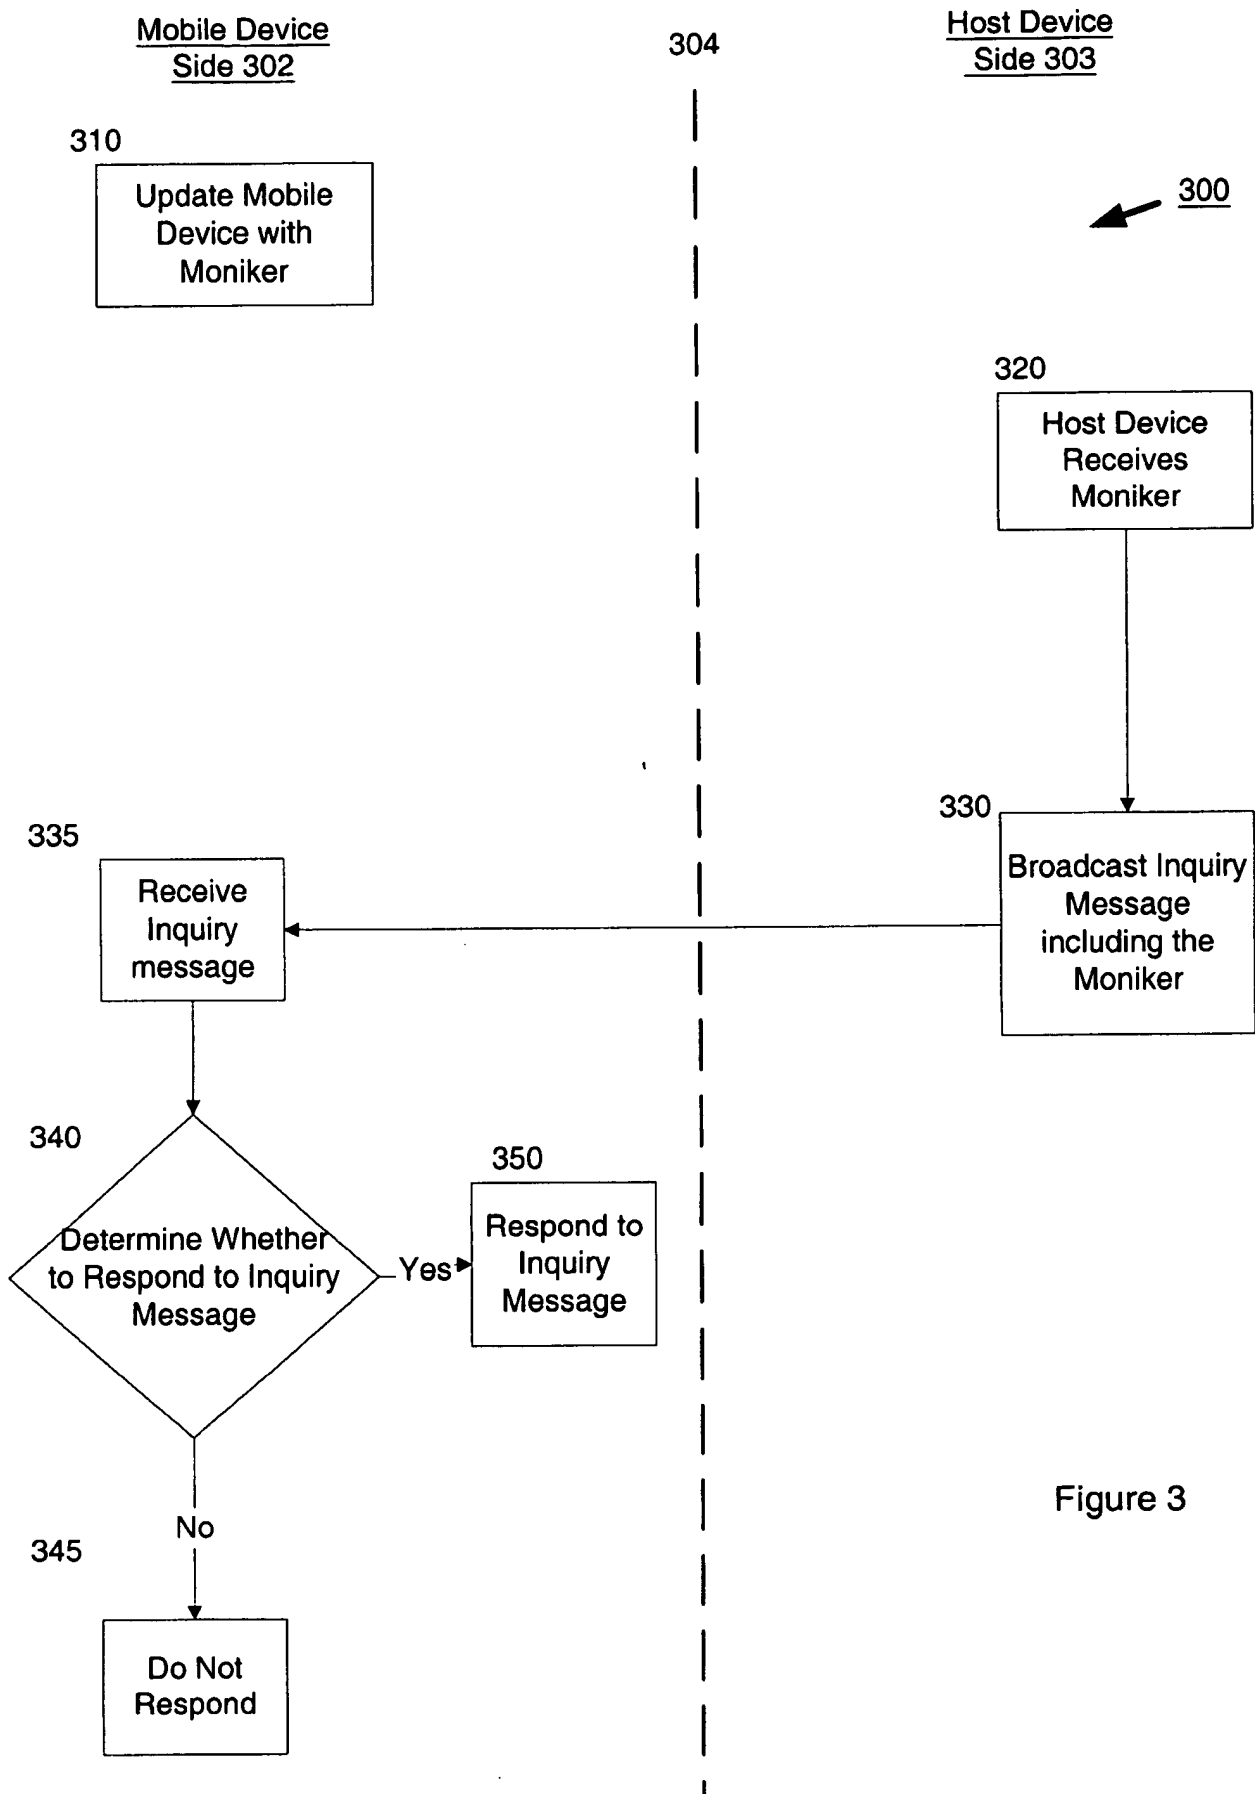 Mobile Device
Side 302
304
Host Device
Side 303
310
Update Mobile
Device with
Moniker
300
320
Host Device
Receives
Moniker
330
Broadcast Inquiry
Message
including the
Moniker
335
Receive
Inquiry
message
340
Determine Whether
to Respond to Inquiry
Message
Yes
350
Respond to
Inquiry
Message
No
345
Do Not
Respond
Figure 3